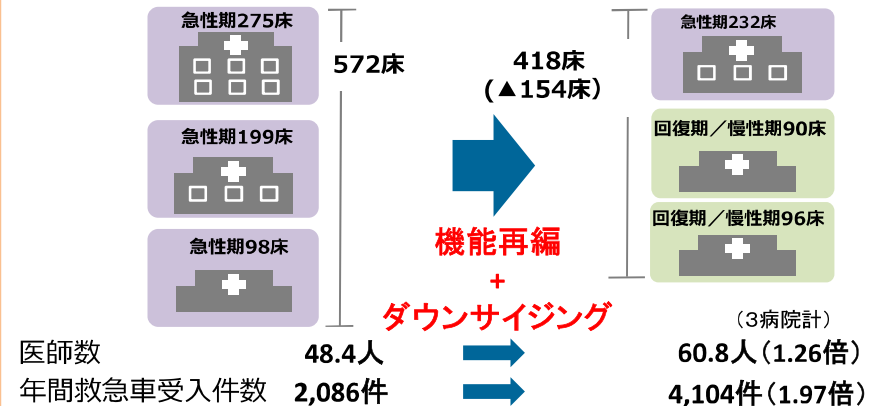 急性期275床
572床
急性期199床
急性期98床
418床
(▲154床)
機能再編
+
ダウンサイジング
急性期232床
回復期／慢性期90床
回復期／慢性期96床
（3病院計）
医師数 48.4人 60.8人（1.26倍）
年間救急車受入件数 2,086件 4,104件（1.97倍）